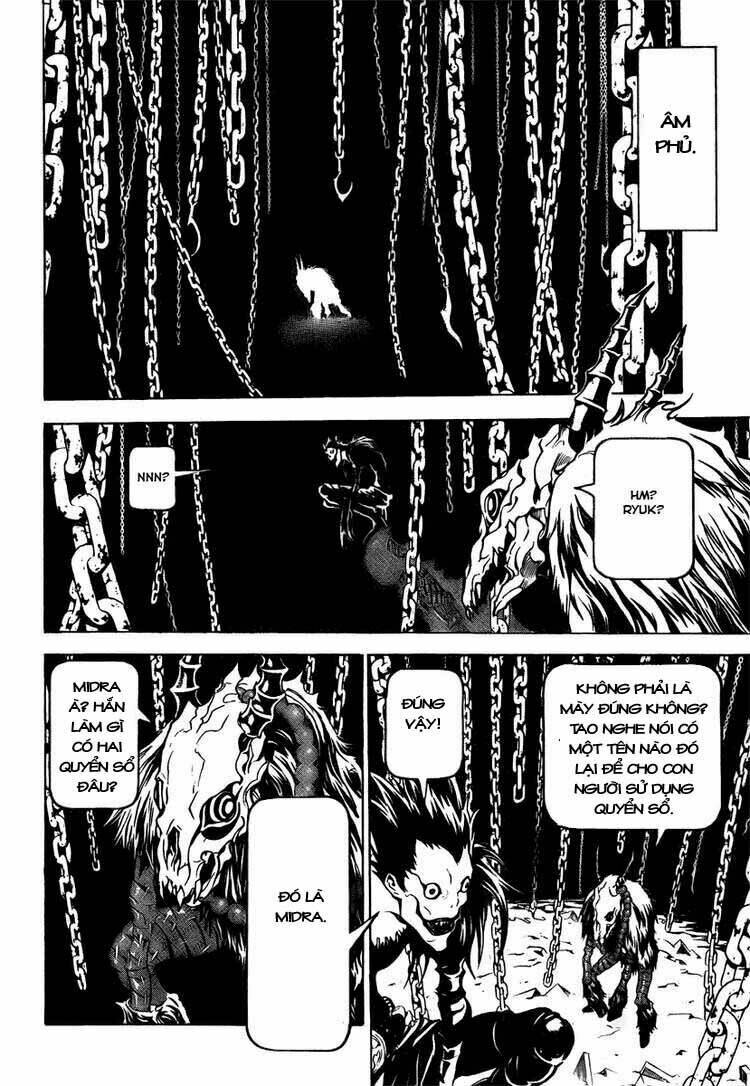 ÂM
PHỦ.
HM?
RYUK?
NNN?
KHÔNG PHẢI LÀ
MÀY ĐÚNG KHÔNG?
TAO NGHE NÓI CÓ
MỘT TÊN NÀO ĐÓ
LẠI ĐỂ CHO CON
NGƯỜI SỬ DỤNG
QUYỂN SỔ.
ĐÚNG
VẬY!
ĐÓ LÀ
MIDRA.
MIDRA
À? HẮN
LÀM GÌ
CÓ HAI
QUYỂN SỔ
ĐÂU?